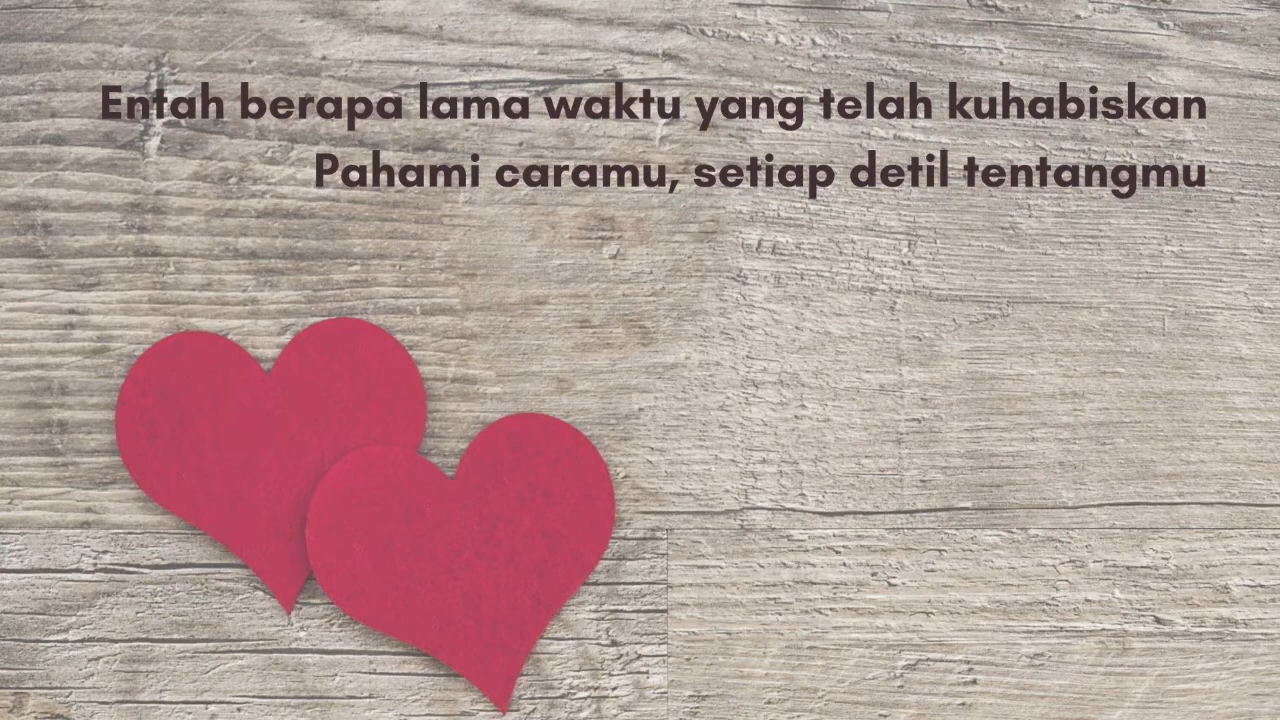 Entah berapa lama waktu yang telah kuhabiskan
Pahami caramu, setiap detil tentangmu